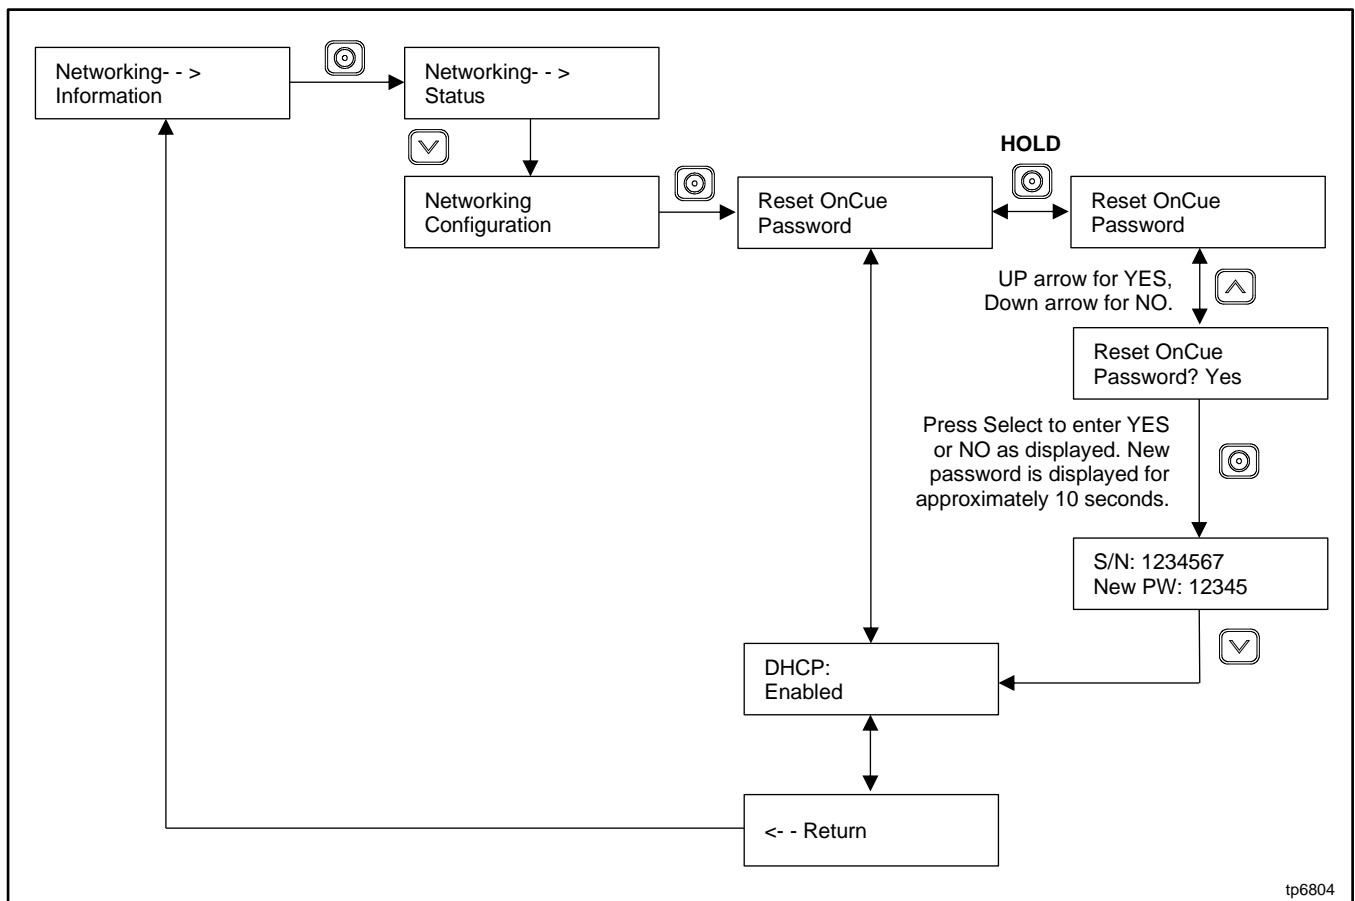 Networking- - >
Information
Networking- - >
Status
Networking
Configuration
Reset OnCue
Password
HOLD
Reset OnCue
Password
UP arrow for YES,
Down arrow for NO.
Reset OnCue
Password? Yes
Press Select to enter YES
or NO as displayed. New
password is displayed for
approximately 10 seconds.
S/N: 1234567
New PW: 12345
DHCP:
Enabled
<- - Return
tp6804